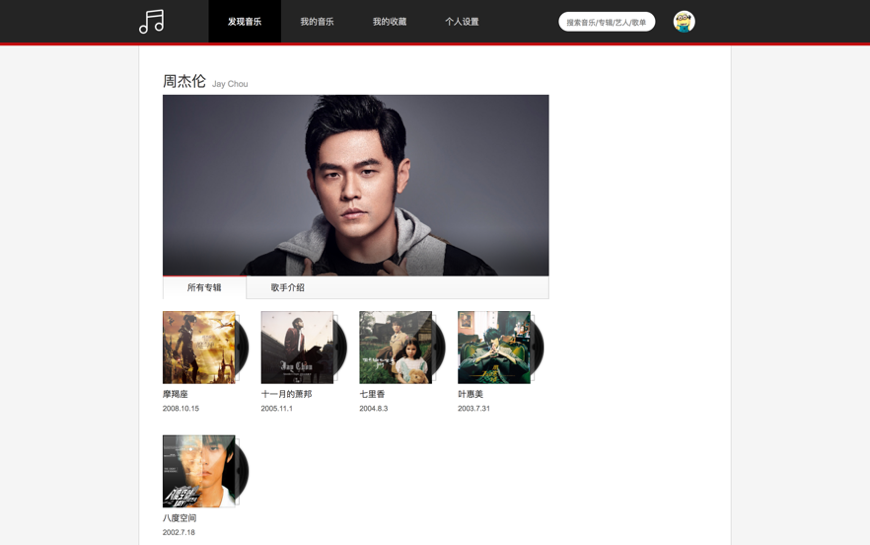 发现音乐
我的音乐
我的收藏
个人设置
搜索音乐/专辑/艺人/歌单
周杰伦 Jay Chou
所有专辑
歌手介绍
Jay Chou
摩羯座
十一月的萧邦
七里香
叶惠美
2008.10.15
2005.11.1
2004.8.3
2003.7.31
八度空间
2002.7.18